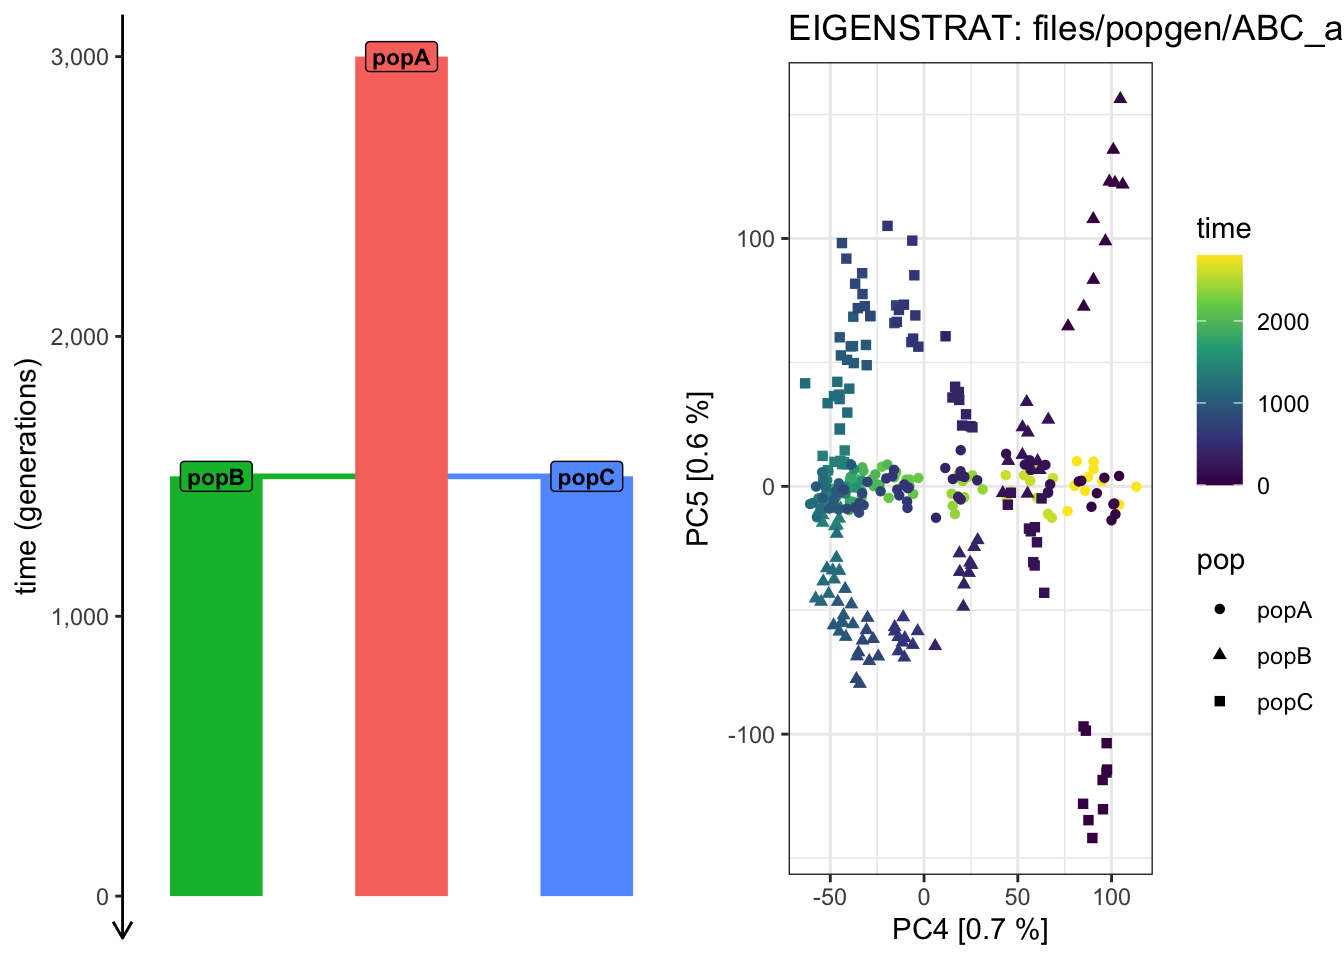 EIGENSTRAT: files/popgen/ABC_a
time (generations)
3,000
2,000
1,000
0
popA
popB
popC
PC5 [0.6 %]
100
0
-100
-50
0
50
100
PC4 [0.7 %]
time
2000
1000
0
pop
popA
popB
popC